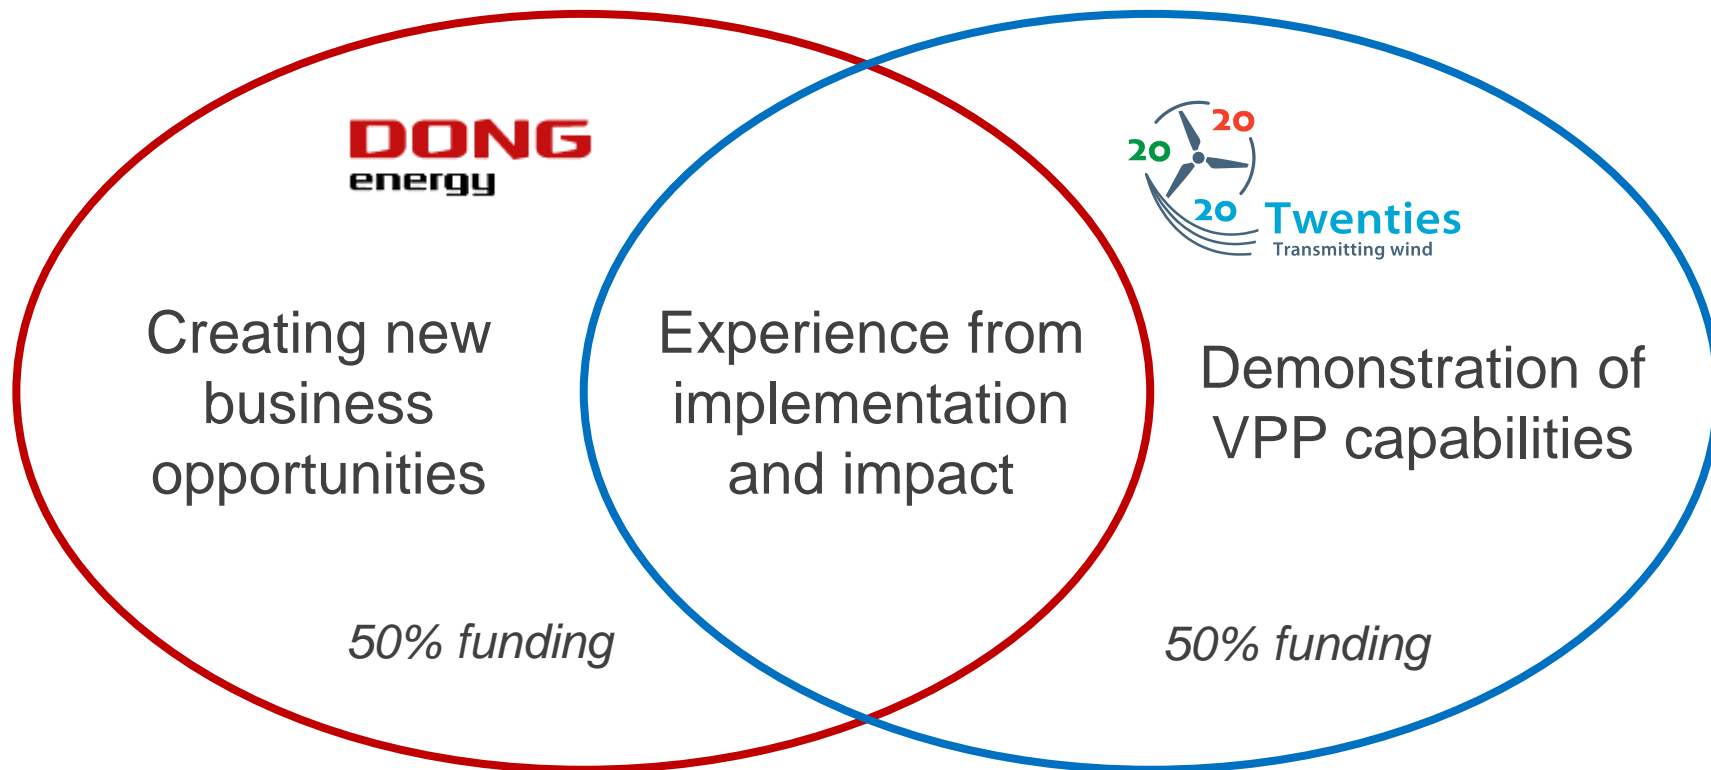 DONG
energy
Creating new
business
opportunities
50% funding
Experience from
implementation
and impact
20
20
20
Twenties
Transmitting wind
Demonstration of
VPP capabilities
50% funding